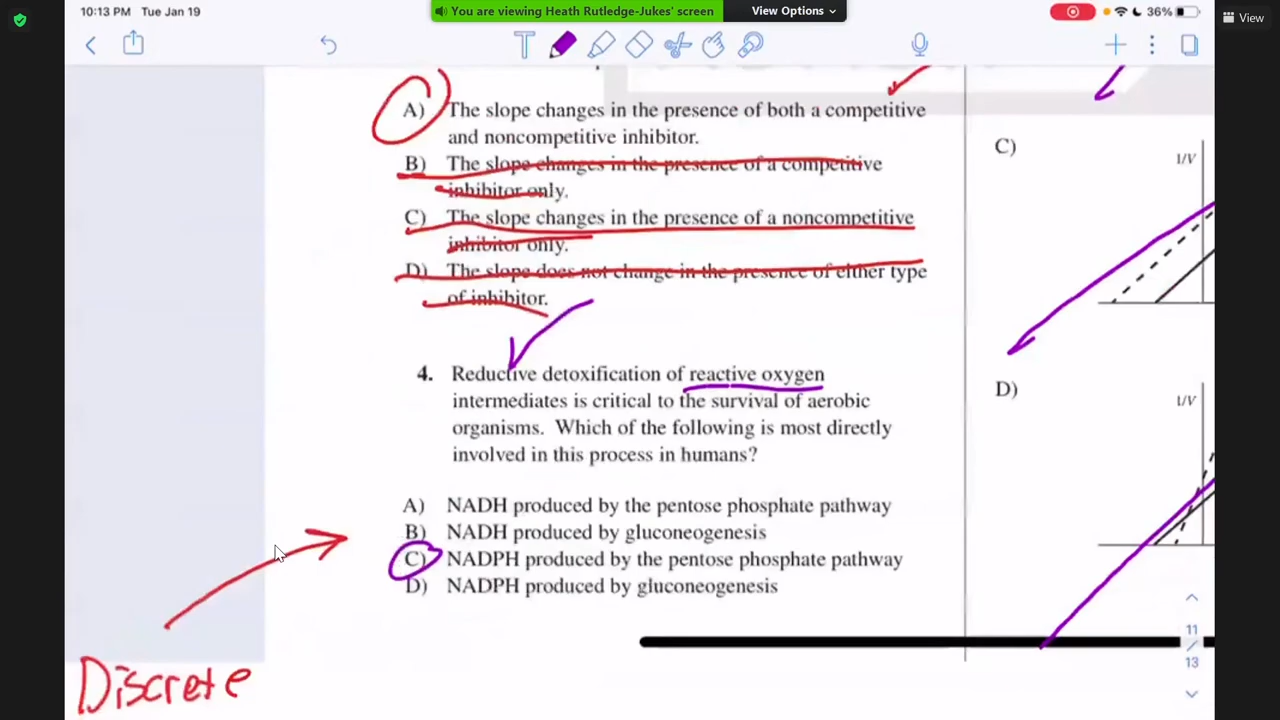 10:13 PM Tue Jan 19
You are viewing Heath Rutledge-Jukes' screen
View Options
36%
View
A) The slope changes in the presence of both a competitive
and noncompetitive inhibitor.
B) The slope changes in the presence of a competitive
inhibitor only.
C) The slope changes in the presence of a noncompetitive
inhibitor only.
D) The slope does not change in the presence of either type
of inhibitor.
4. Reductive detoxification of reactive oxygen
intermediates is critical to the survival of aerobic
organisms. Which of the following is most directly
involved in this process in humans?
A) NADH produced by the pentose phosphate pathway
B) NADH produced by gluconeogenesis
C) NADPH produced by the pentose phosphate pathway
D) NADPH produced by gluconeogenesis
Discrete
C)
1/V
D)
1/V
11
13